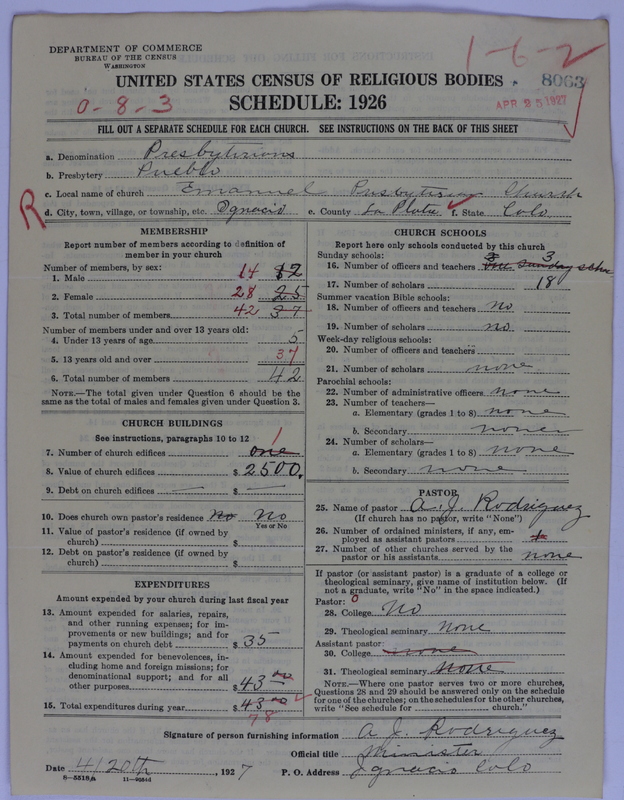 DEPARTMENT OF COMMERCE
BUREAU OF THE CENSUS
WASHINGTON
1-6-2
UNITED STATES CENSUS OF RELIGIOUS BODIES 8063
0-8-3 SCHEDULE: 1926 APR 25 1927
FILL OUT A SEPARATE SCHEDULE FOR EACH CHURCH. SEE INSTRUCTIONS ON THE BACK OF THIS SHEET
a. Denomination Presbyterians
b. Presbytery Pueblo
c. Local name of church Emanuel Presbyterian Church
R
d. City, town, village, or township, etc. Ignacio e. County La Plata f. State Colo
MEMBERSHIP
Report number of members according to definition of
member in your church
Number of members, by sex:
1. Male 14 12
2. Female 28 25
3. Total number of members 42 37
Number of members under and over 13 years old:
4. Under 13 years of age 5
5. 13 years old and over 37
6. Total number of members 42
NOTE.—The total given under Question 6 should be the
same as the total of males and females given under Question 3.
CHURCH BUILDINGS
See instructions, paragraphs 10 to 12
7. Number of church edifices one 1
8. Value of church edifices $ 2500.
9. Debt on church edifices — $ —
10. Does church own pastor's residence No No
Yes or No
11. Value of pastor's residence (if owned by
church) $
12. Debt on pastor's residence (if owned by
church) $
EXPENDITURES
Amount expended by your church during last fiscal year
13. Amount expended for salaries, repairs,
and other running expenses; for im-
provements or new buildings; and for
payments on church debt $ 35
14. Amount expended for benevolences, in-
cluding home and foreign missions; for
denominational support; and for all
other purposes $ 43 00
15. Total expenditures during year $ 43 00
78
CHURCH SCHOOLS
Report here only schools conducted by this church
Sunday schools: 3
16. Number of officers and teachers one Sunday school
17. Number of scholars 18
Summer vacation Bible schools:
18. Number of officers and teachers no
19. Number of scholars no.
Week-day religious schools:
20. Number of officers and teachers
21. Number of scholars none.
Parochial schools:
22. Number of administrative officers none
23. Number of teachers—
a. Elementary (grades 1 to 8) none
b. Secondary none
24. Number of scholars—
a. Elementary (grades 1 to 8) none
b. Secondary none
PASTOR
25. Name of pastor A. J. Rodriguez
(If church has no pastor, write "None")
26. Number of ordained ministers, if any, em-
ployed as assistant pastors
27. Number of other churches served by the
pastor or his assistants none
If pastor (or assistant pastor) is a graduate of a college or
theological seminary, give name of institution below. (If
not a graduate, write "No" in the space indicated.)
Pastor: 0
28. College No
29. Theological seminary None
Assistant pastor:
30. College none
31. Theological seminary None
NOTE.—Where one pastor serves two or more churches,
Questions 28 and 29 should be answered only on the schedule
for one of the churches; on the schedules for the other churches,
write "See schedule for church."
Signature of person furnishing information A J. Rodriguez
Official title Minister
Date 4/20th, 1927 P. O. Address Ignacio Colo
8-5518a 11-9584d